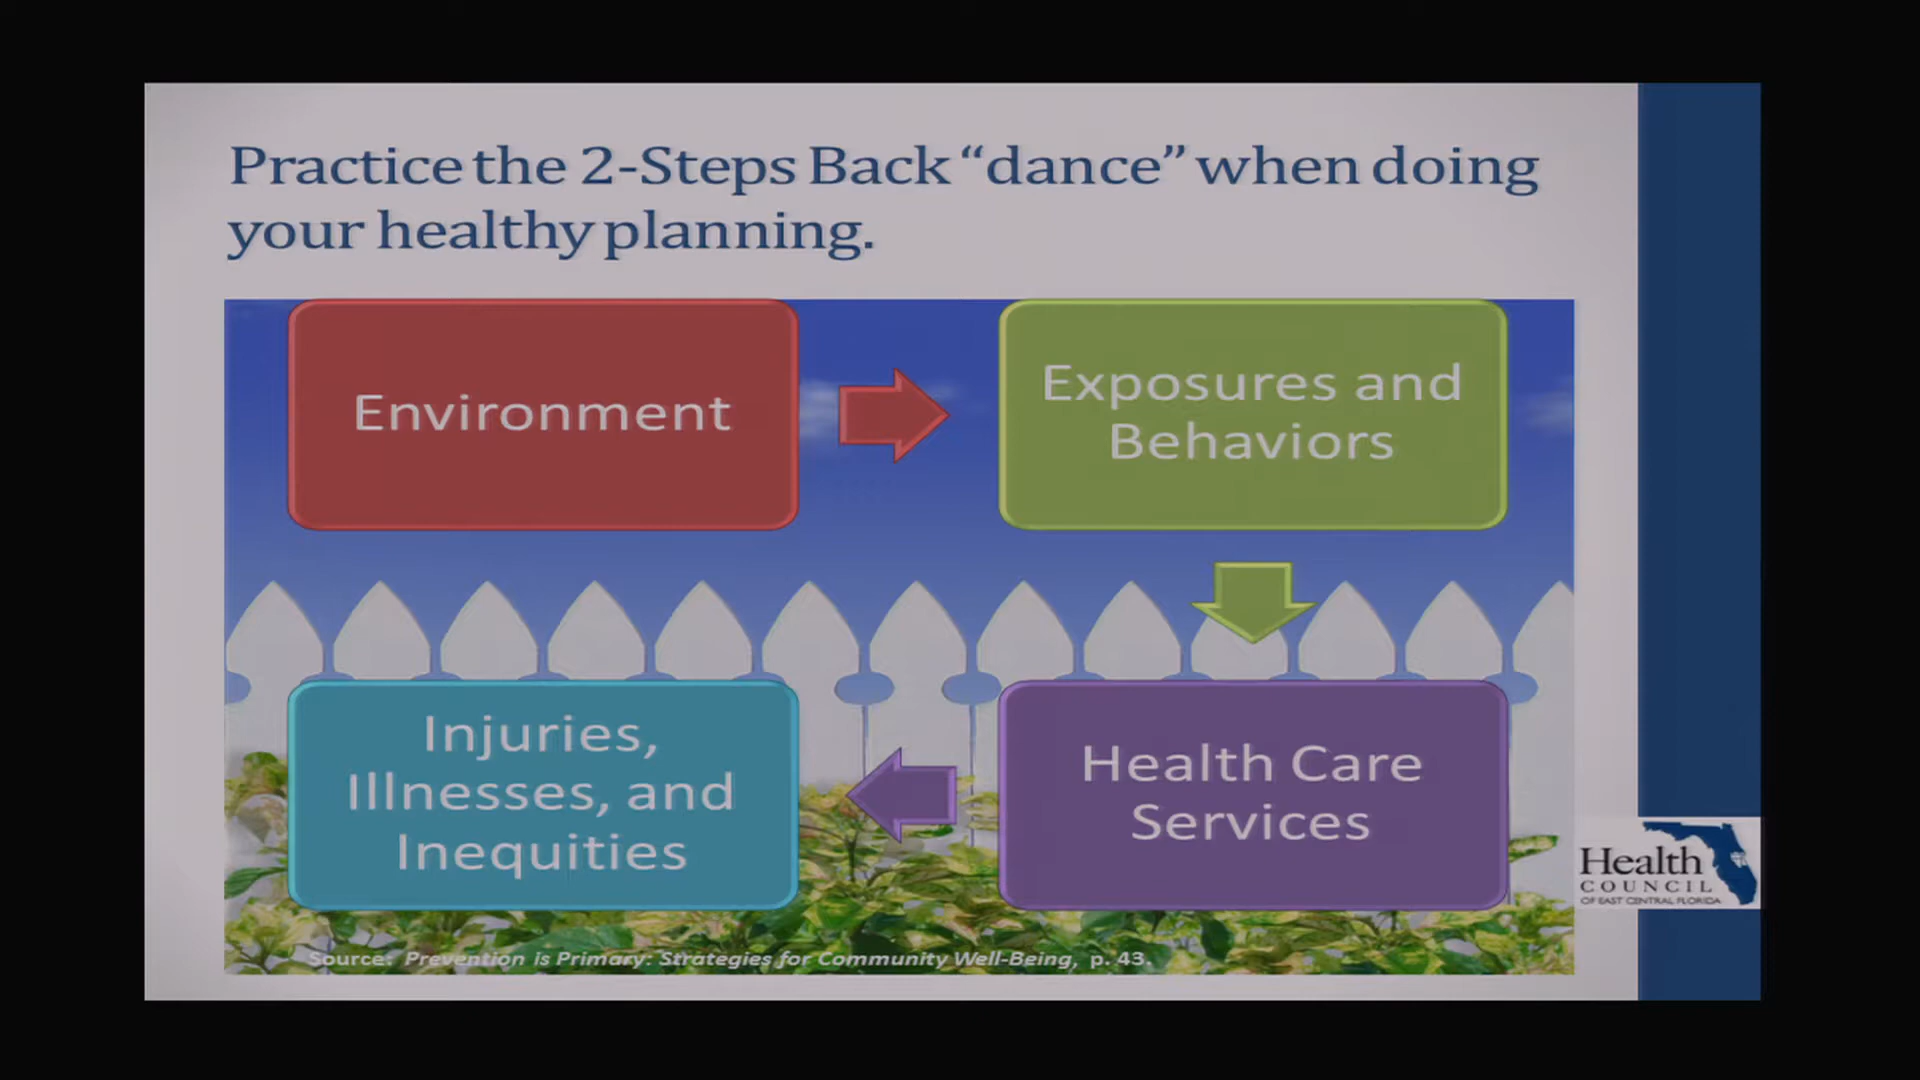 Practice the 2-Steps Back “dance” when doing
your healthy planning.
Environment
Exposures and
Behaviors
Injuries,
Illnesses, and
Inequities
Health Care
Services
Health
COUNCIL
OF EAST CENTRAL FLORIDA
Source: Prevention is Primary: Strategies for Community Well-Being, p. 43.